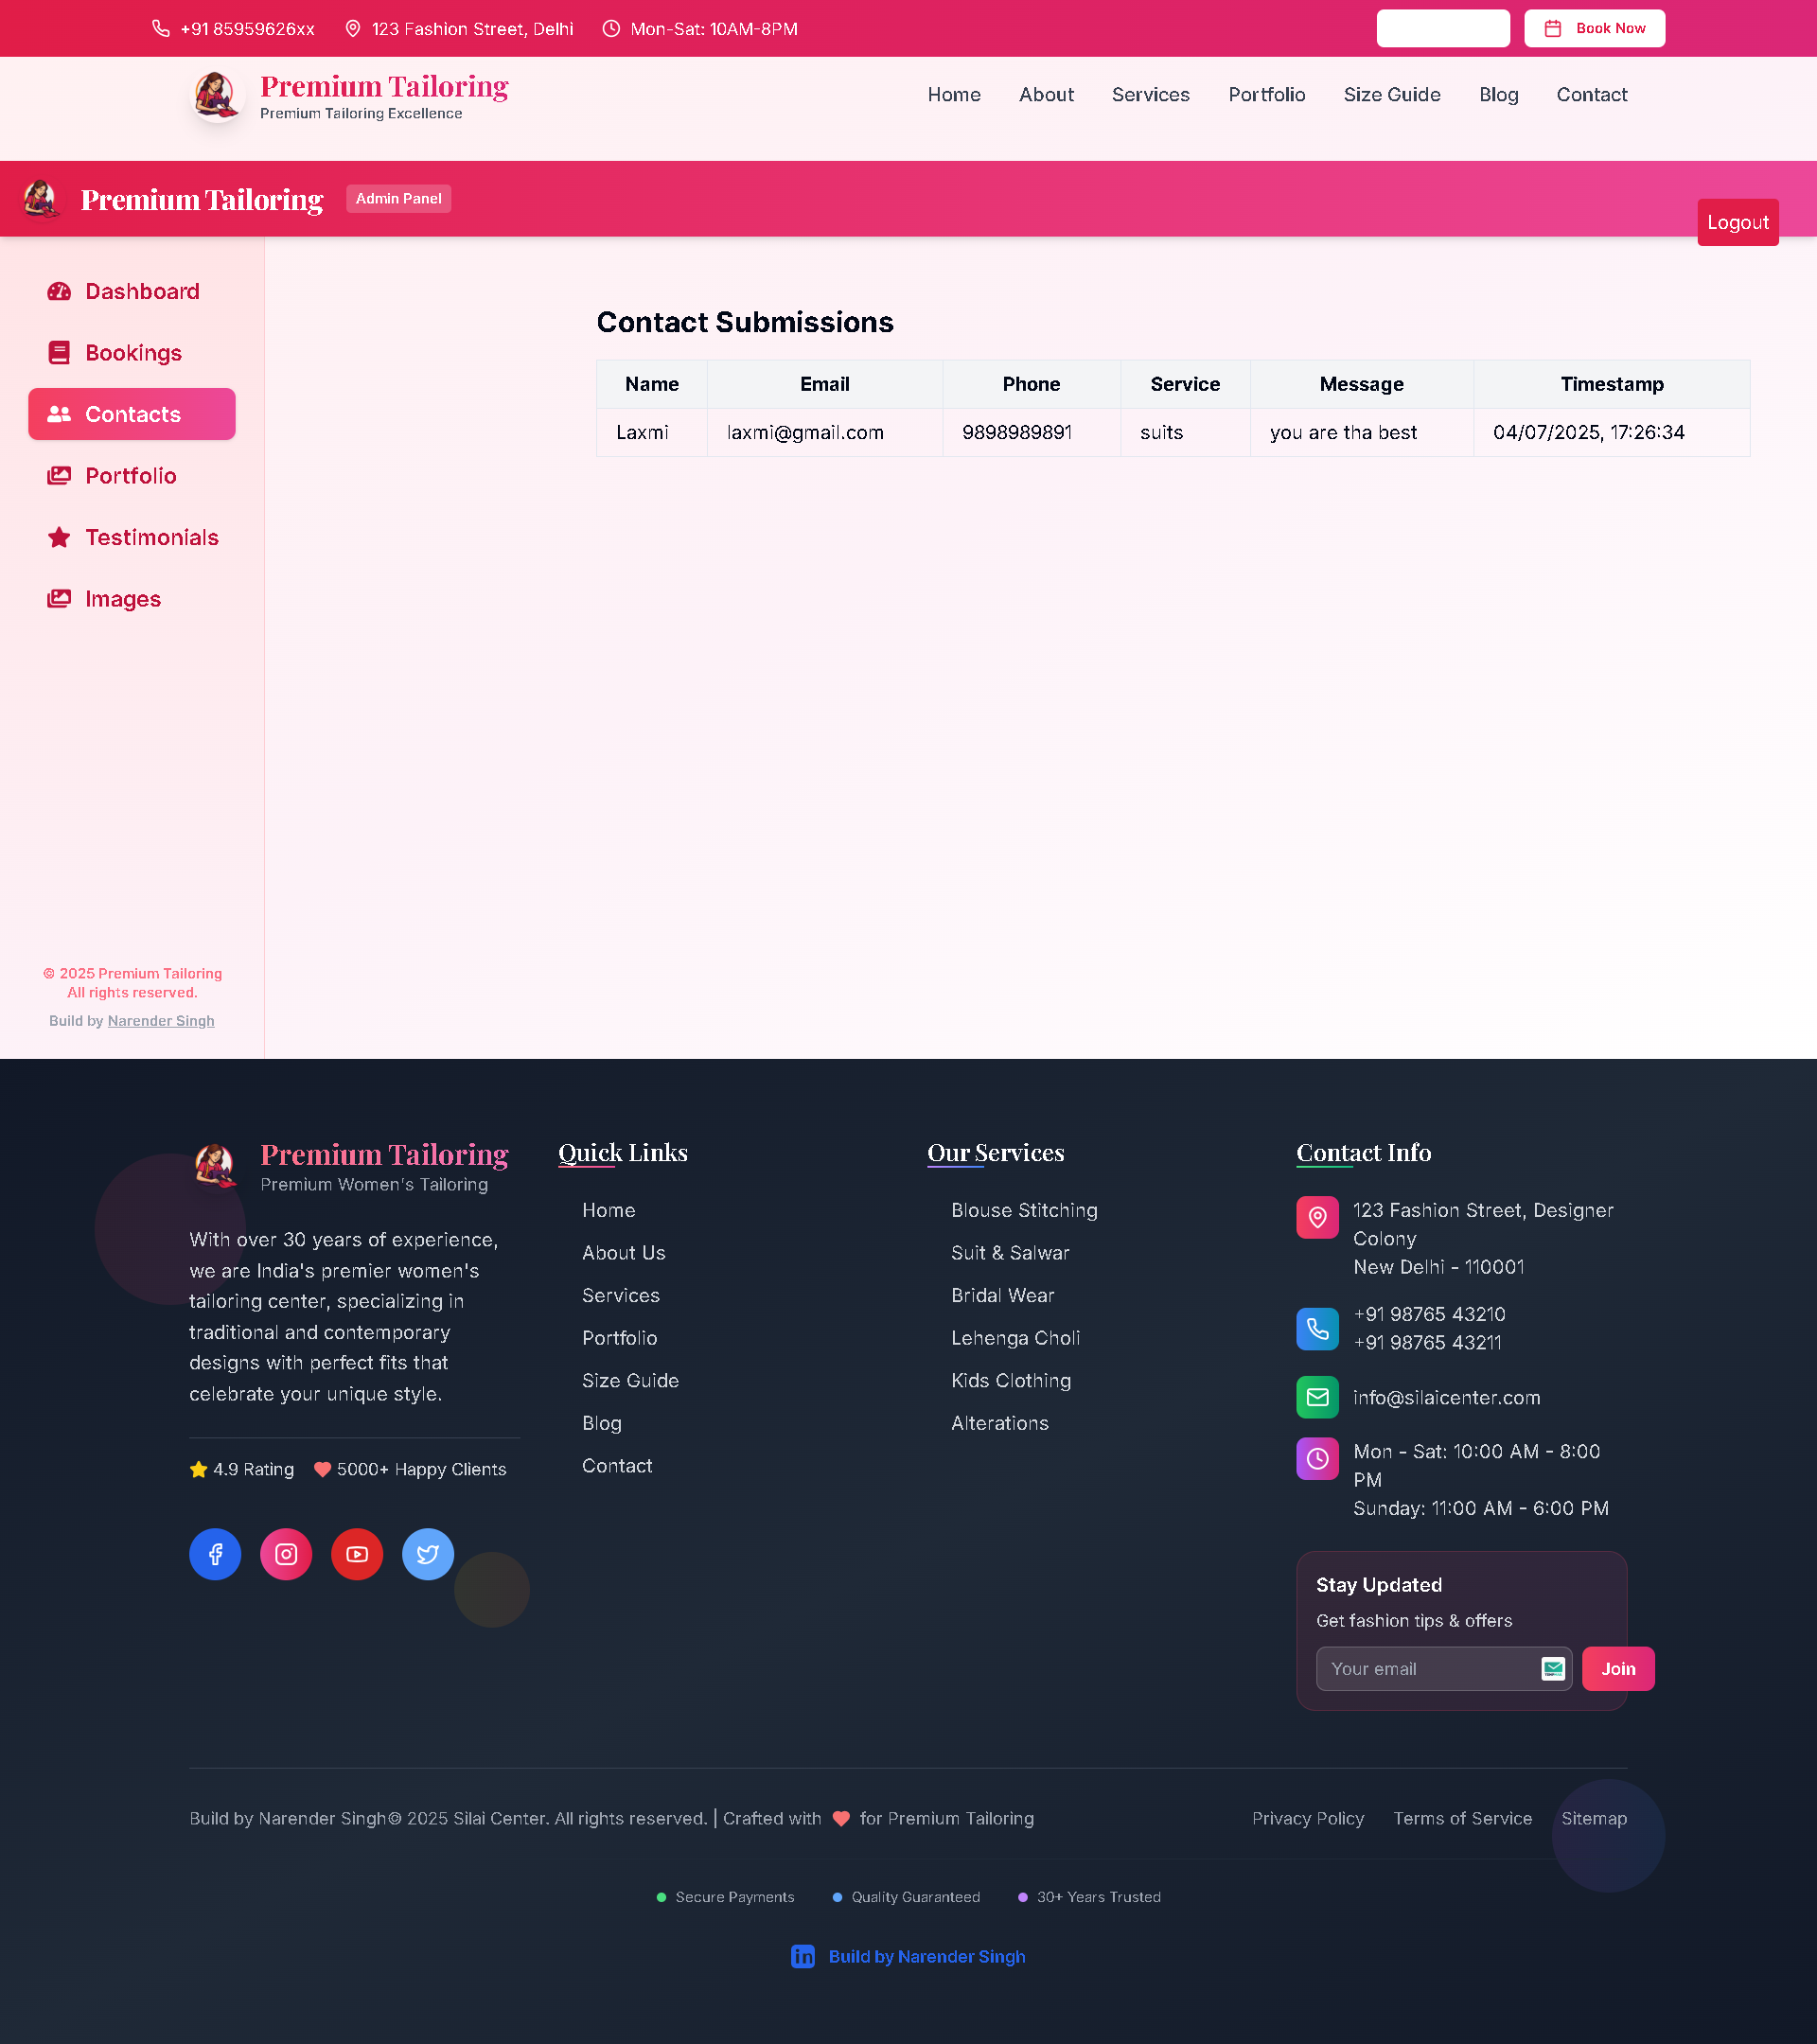 +91 85959626xx
123 Fashion Street, Delhi
Mon-Sat: 10AM-8PM
Book Now
Premium Tailoring
Premium Tailoring Excellence
Home
About
Services
Portfolio
Size Guide
Blog
Contact
Premium Tailoring
Admin Panel
Logout
Dashboard
Bookings
Contacts
Portfolio
Testimonials
Images
© 2025 Premium Tailoring
All rights reserved.
Build by Narender Singh
Contact Submissions
Name Email Phone Service Message Timestamp
Laxmi laxmi@gmail.com 9898989891 suits you are tha best 04/07/2025, 17:26:34
Premium Tailoring
Premium Women's Tailoring
With over 30 years of experience,
we are India's premier women's
tailoring center, specializing in
traditional and contemporary
designs with perfect fits that
celebrate your unique style.
4.9 Rating
5000+ Happy Clients
Quick Links
Home
About Us
Services
Portfolio
Size Guide
Blog
Contact
Our Services
Blouse Stitching
Suit & Salwar
Bridal Wear
Lehenga Choli
Kids Clothing
Alterations
Contact Info
123 Fashion Street, Designer
Colony
New Delhi - 110001
+91 98765 43210
+91 98765 43211
info@silaicenter.com
Mon - Sat: 10:00 AM - 8:00
PM
Sunday: 11:00 AM - 6:00 PM
Stay Updated
Get fashion tips & offers
Your email
Join
Build by Narender Singh© 2025 Silai Center. All rights reserved. | Crafted with for Premium Tailoring
Privacy Policy
Terms of Service
Sitemap
Secure Payments
Quality Guaranteed
30+ Years Trusted
Build by Narender Singh